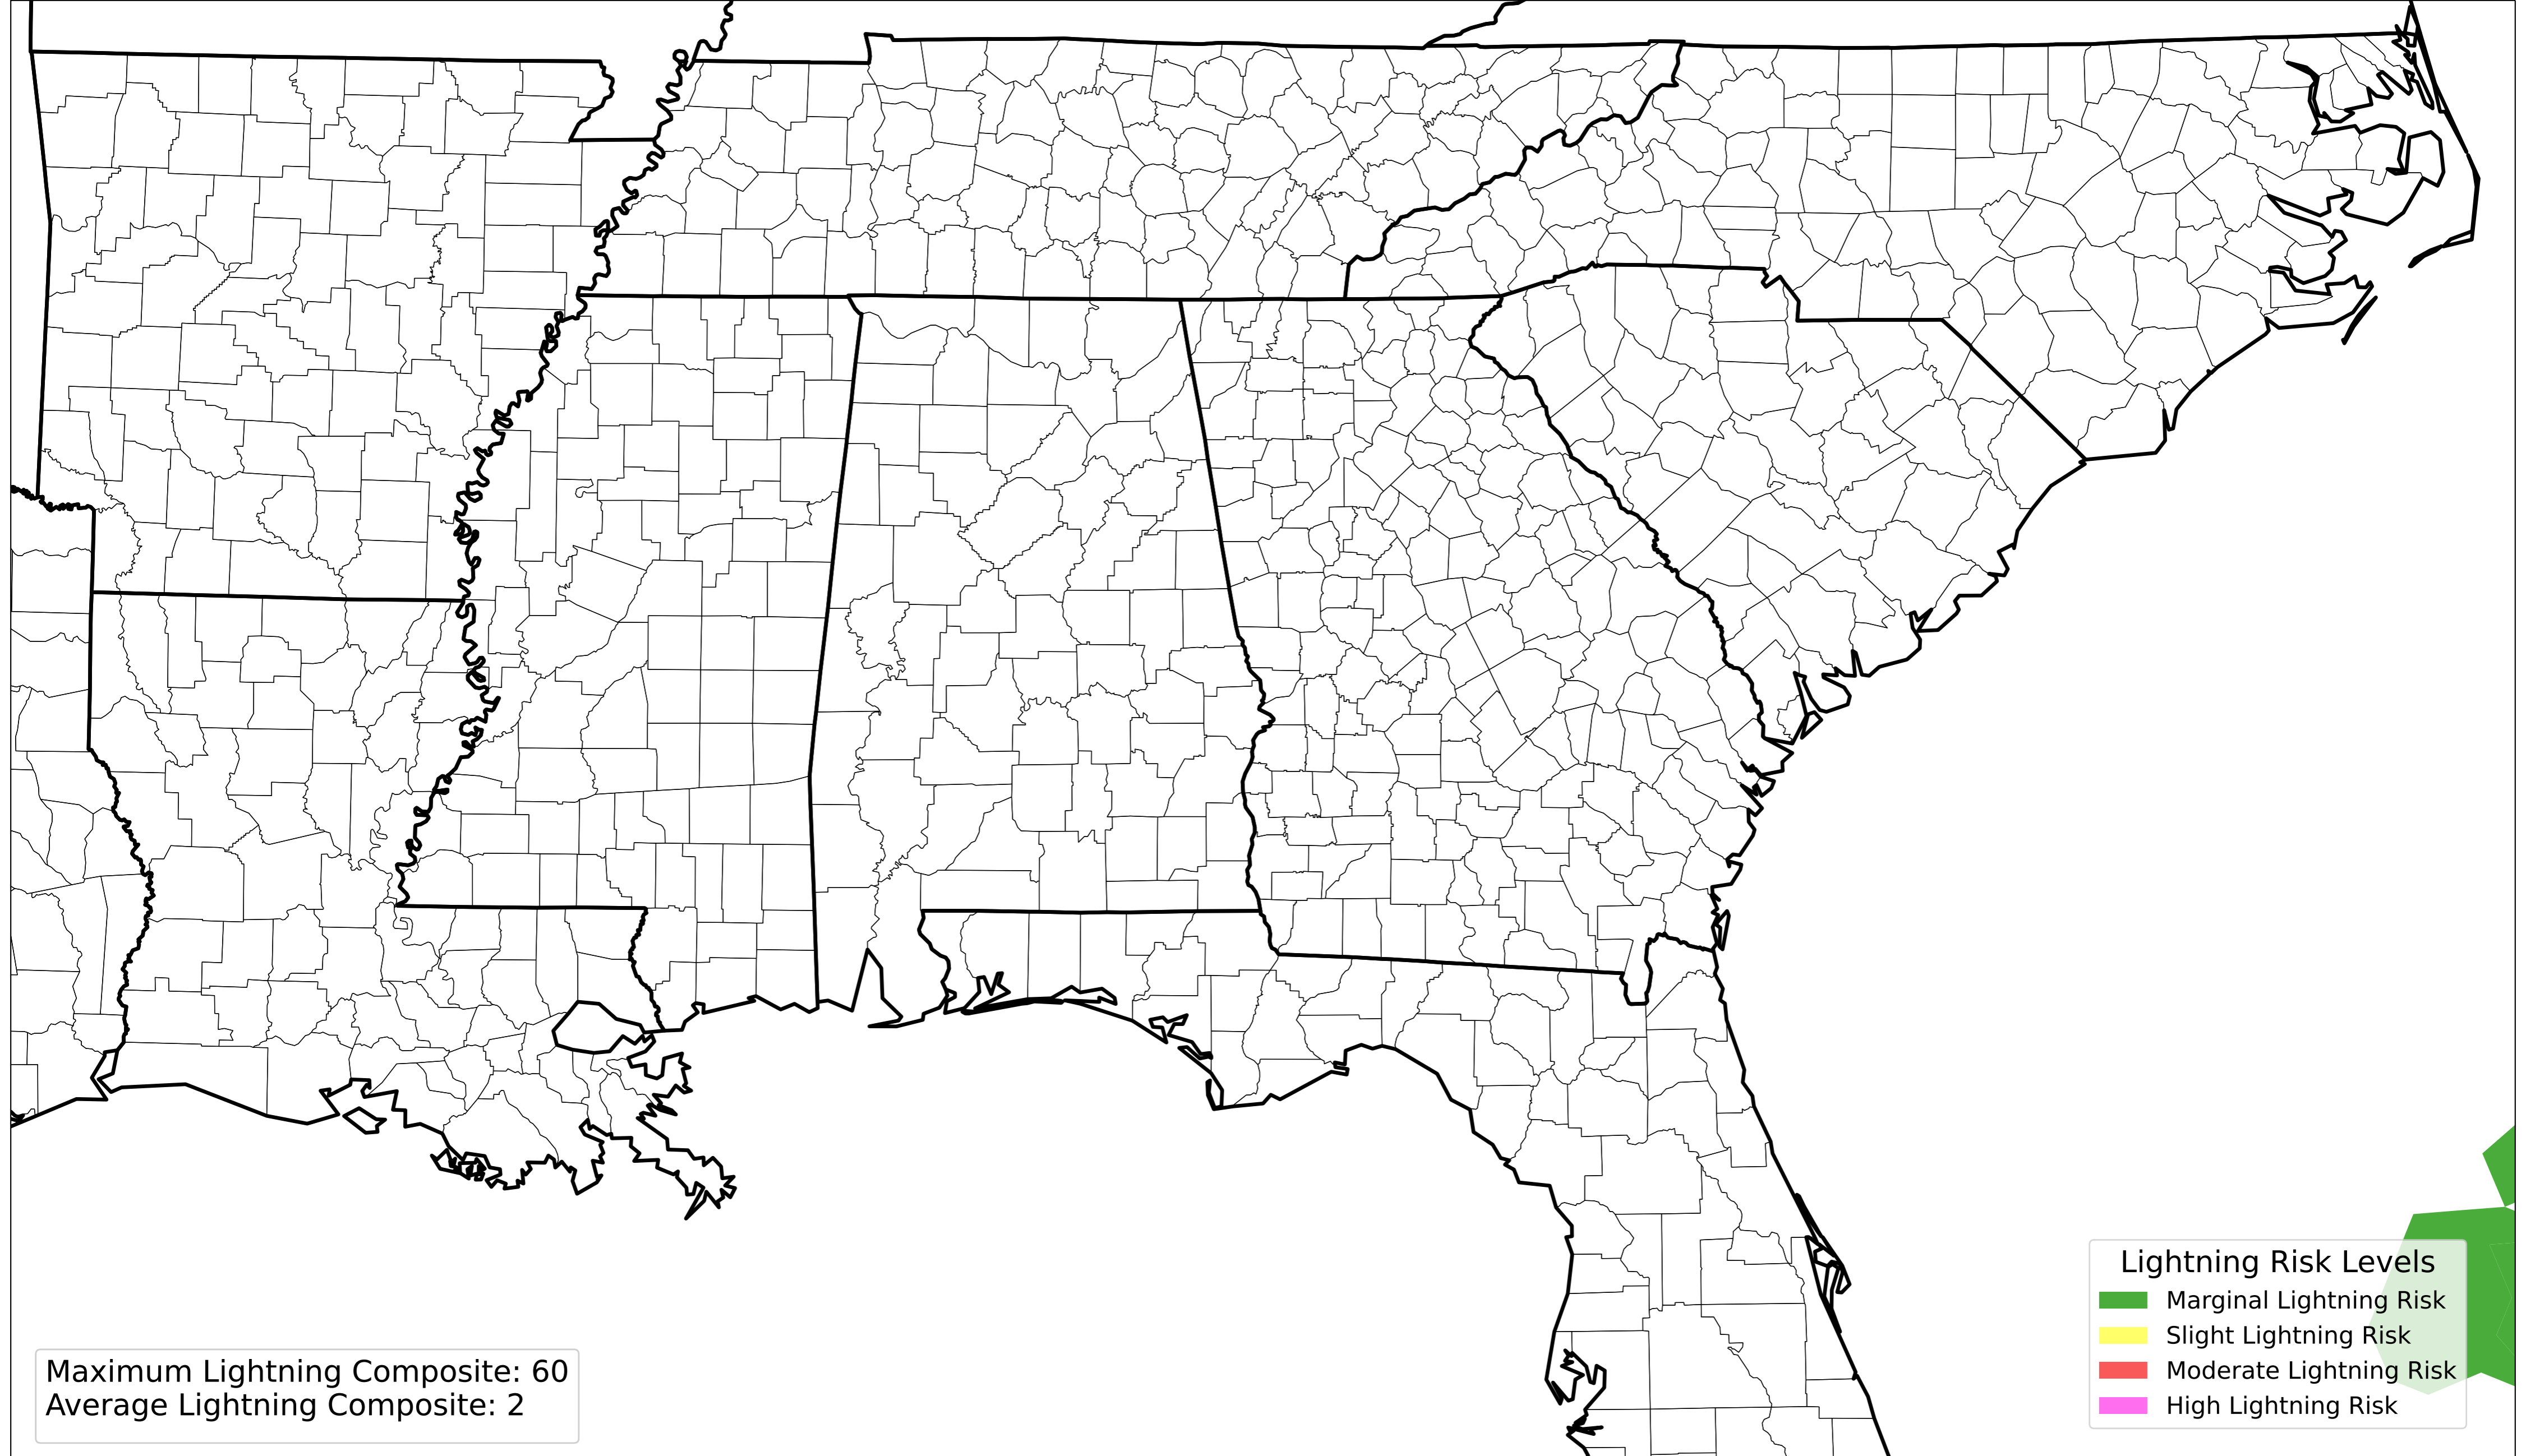 Maximum Lightning Composite: 60
Average Lightning Composite: 2
Lightning Risk Levels
Marginal Lightning Risk
Slight Lightning Risk
Moderate Lightning Risk
High Lightning Risk